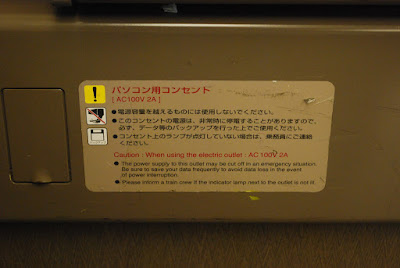 パソコン用コンセント
[ AC100V 2A ]
●電源容量を越えるものには使用しないでください。
●このコンセントの電源は、非常時に停電することがありますので、
必ず、データ等のバックアップを行った上でご使用ください。
●コンセント上のランプが点灯していない場合は、乗務員にご連絡
ください。
Caution : When using the electric outlet : AC 100V 2A
● The power supply to this outlet may be cut off in an emergency situation.
Be sure to save your data frequently to avoid data loss in the event
of power interruption.
● Please inform a train crew if the indicator lamp next to the outlet is not lit.